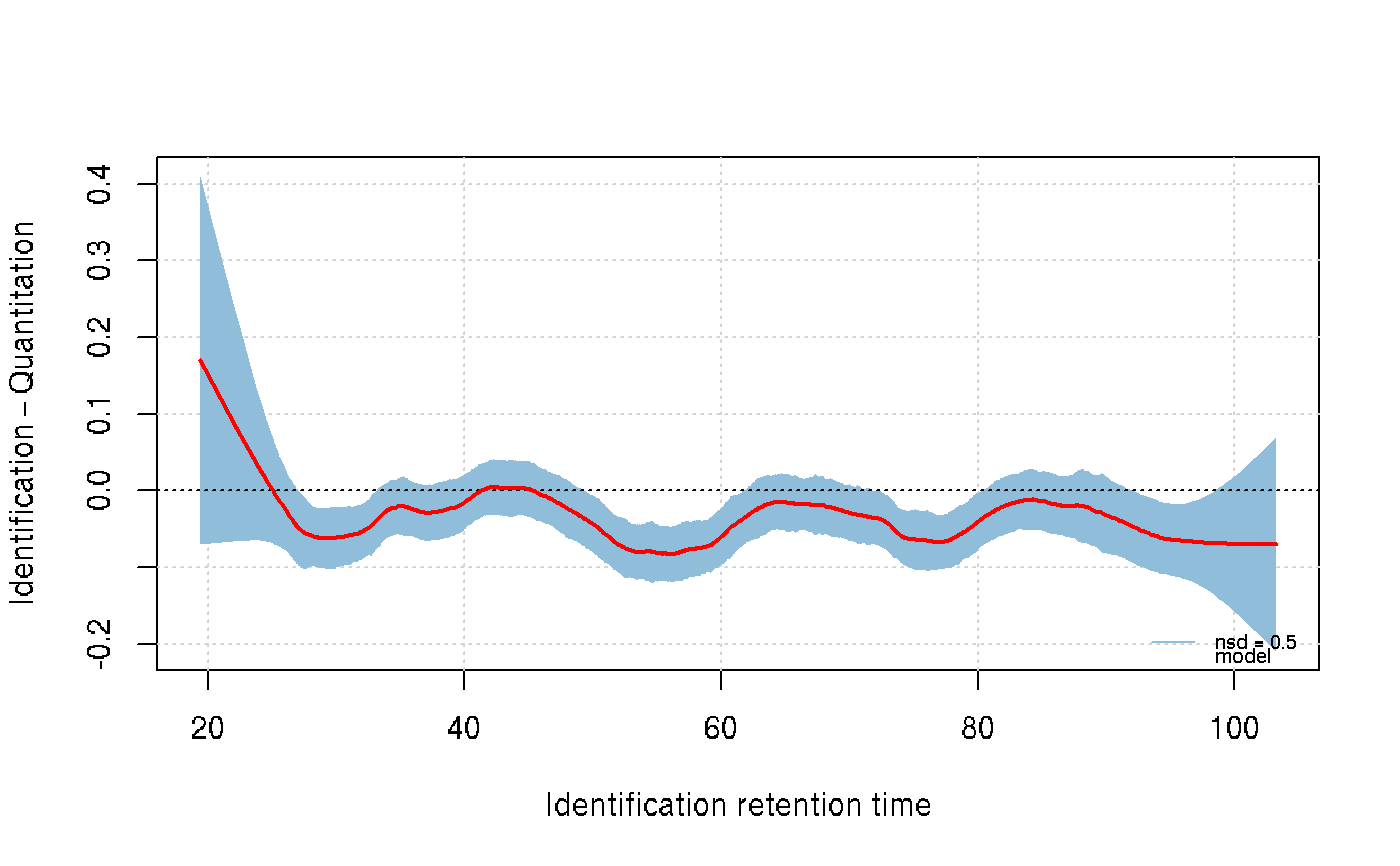 Identification – Quantitation
0.4
0.3
0.2
0.1
0.0
-0.2
nsd = 0.5
model
20 40 60 80 100
Identification retention time